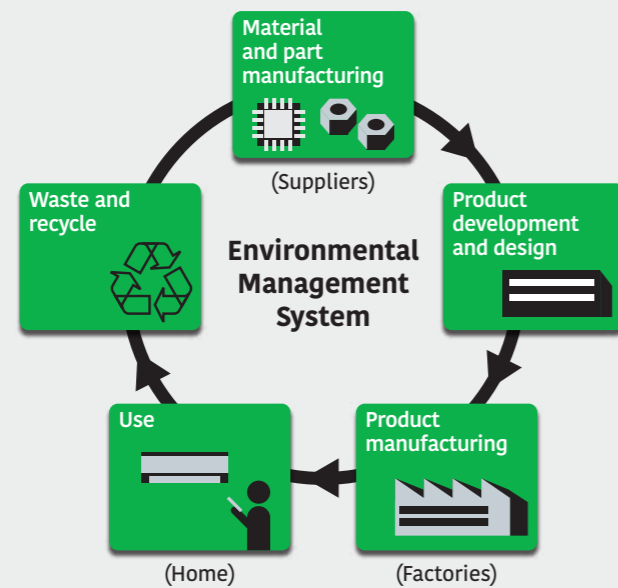 Material
and part
manufacturing
(Suppliers)
Product
development
and design
Product
manufacturing
(Factories)
Use
(Home)
Waste and
recycle
Environmental
Management
System